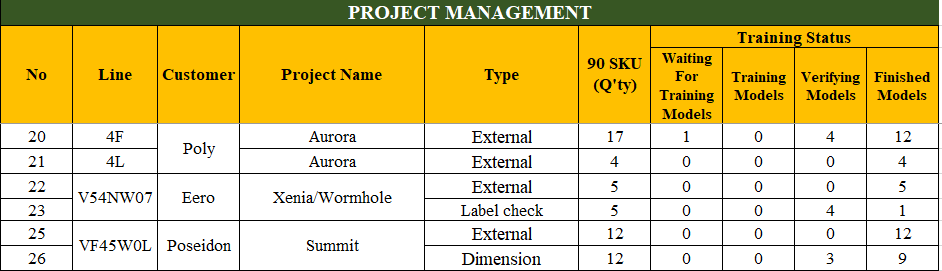 PROJECT MANAGEMENT
No Line Customer Project Name Type 90 SKU (Q'ty) Training Status
Waiting For Training Models Training Models Verifying Models Finished Models
20 4F Poly Aurora External 17 1 0 4 12
21 4L Aurora External 4 0 0 0 4
22 V54NW07 Eero Xenia/Wormhole External 5 0 0 0 5
23 Label check 5 0 0 4 1
25 VF45W0L Poseidon Summit External 12 0 0 0 12
26 Dimension 12 0 0 3 9